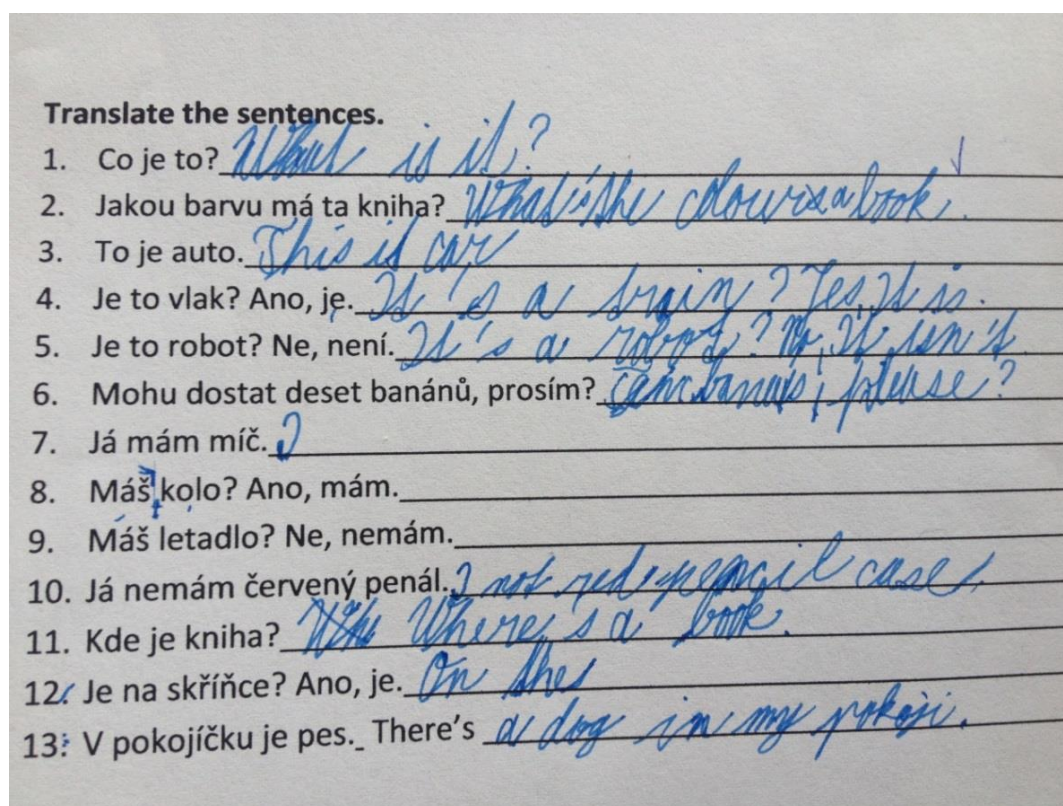 Translate the sentences.
1. Co je to? What is it?
2. Jakou barvu má ta kniha? What's the colour is a book.
3. To je auto. This is car
4. Je to vlak? Ano, je. It's a train? Yes, It is.
5. Je to robot? Ne, není. It's a robot? No, It isn't.
6. Mohu dostat deset banánů, prosím? , please?
7. Já mám míč. I
8. Máš kolo? Ano, mám.
9. Máš letadlo? Ne, nemám.
10. Já nemám červený penál. I not red pencil case.
11. Kde je kniha? Where's a book.
12. Je na skříňce? Ano, je. On the
13. V pokojíčku je pes. There's a dog in my pokoji.